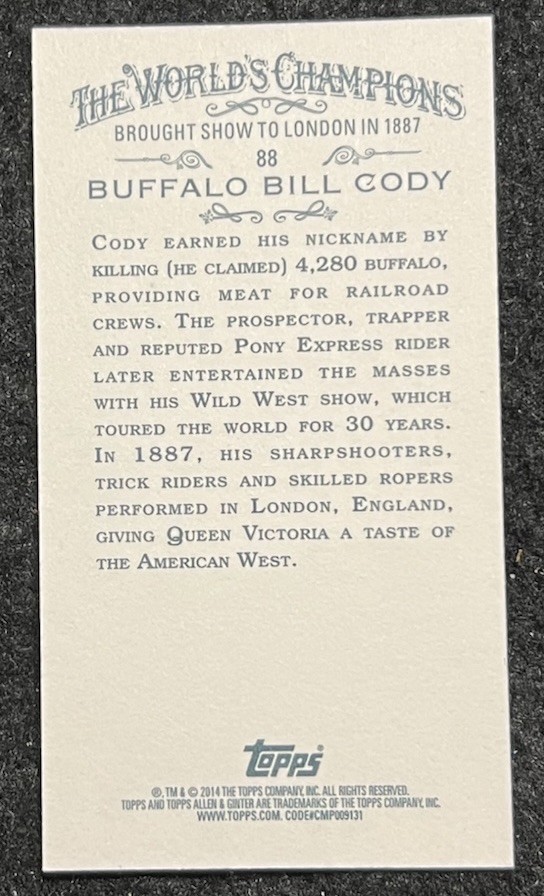 THE WORLD'S CHAMPIONS
BROUGHT SHOW TO LONDON IN 1887
88
BUFFALO BILL CODY
CODY EARNED HIS NICKNAME BY
KILLING (HE CLAIMED) 4,280 BUFFALO,
PROVIDING MEAT FOR RAILROAD
CREWS. THE PROSPECTOR, TRAPPER
AND REPUTED PONY EXPRESS RIDER
LATER ENTERTAINED THE MASSES
WITH HIS WILD WEST SHOW, WHICH
TOURED THE WORLD FOR 30 YEARS.
IN 1887, HIS SHARPSHOOTERS,
TRICK RIDERS AND SKILLED ROPERS
PERFORMED IN LONDON, ENGLAND,
GIVING QUEEN VICTORIA A TASTE OF
THE AMERICAN WEST.
TOPPS®
®, TM & © 2014 THE TOPPS COMPANY, INC. ALL RIGHTS RESERVED.
TOPPS AND TOPPS ALLEN & GINTER ARE TRADEMARKS OF THE TOPPS COMPANY, INC.
WWW.TOPPS.COM. CODE#CMP009131